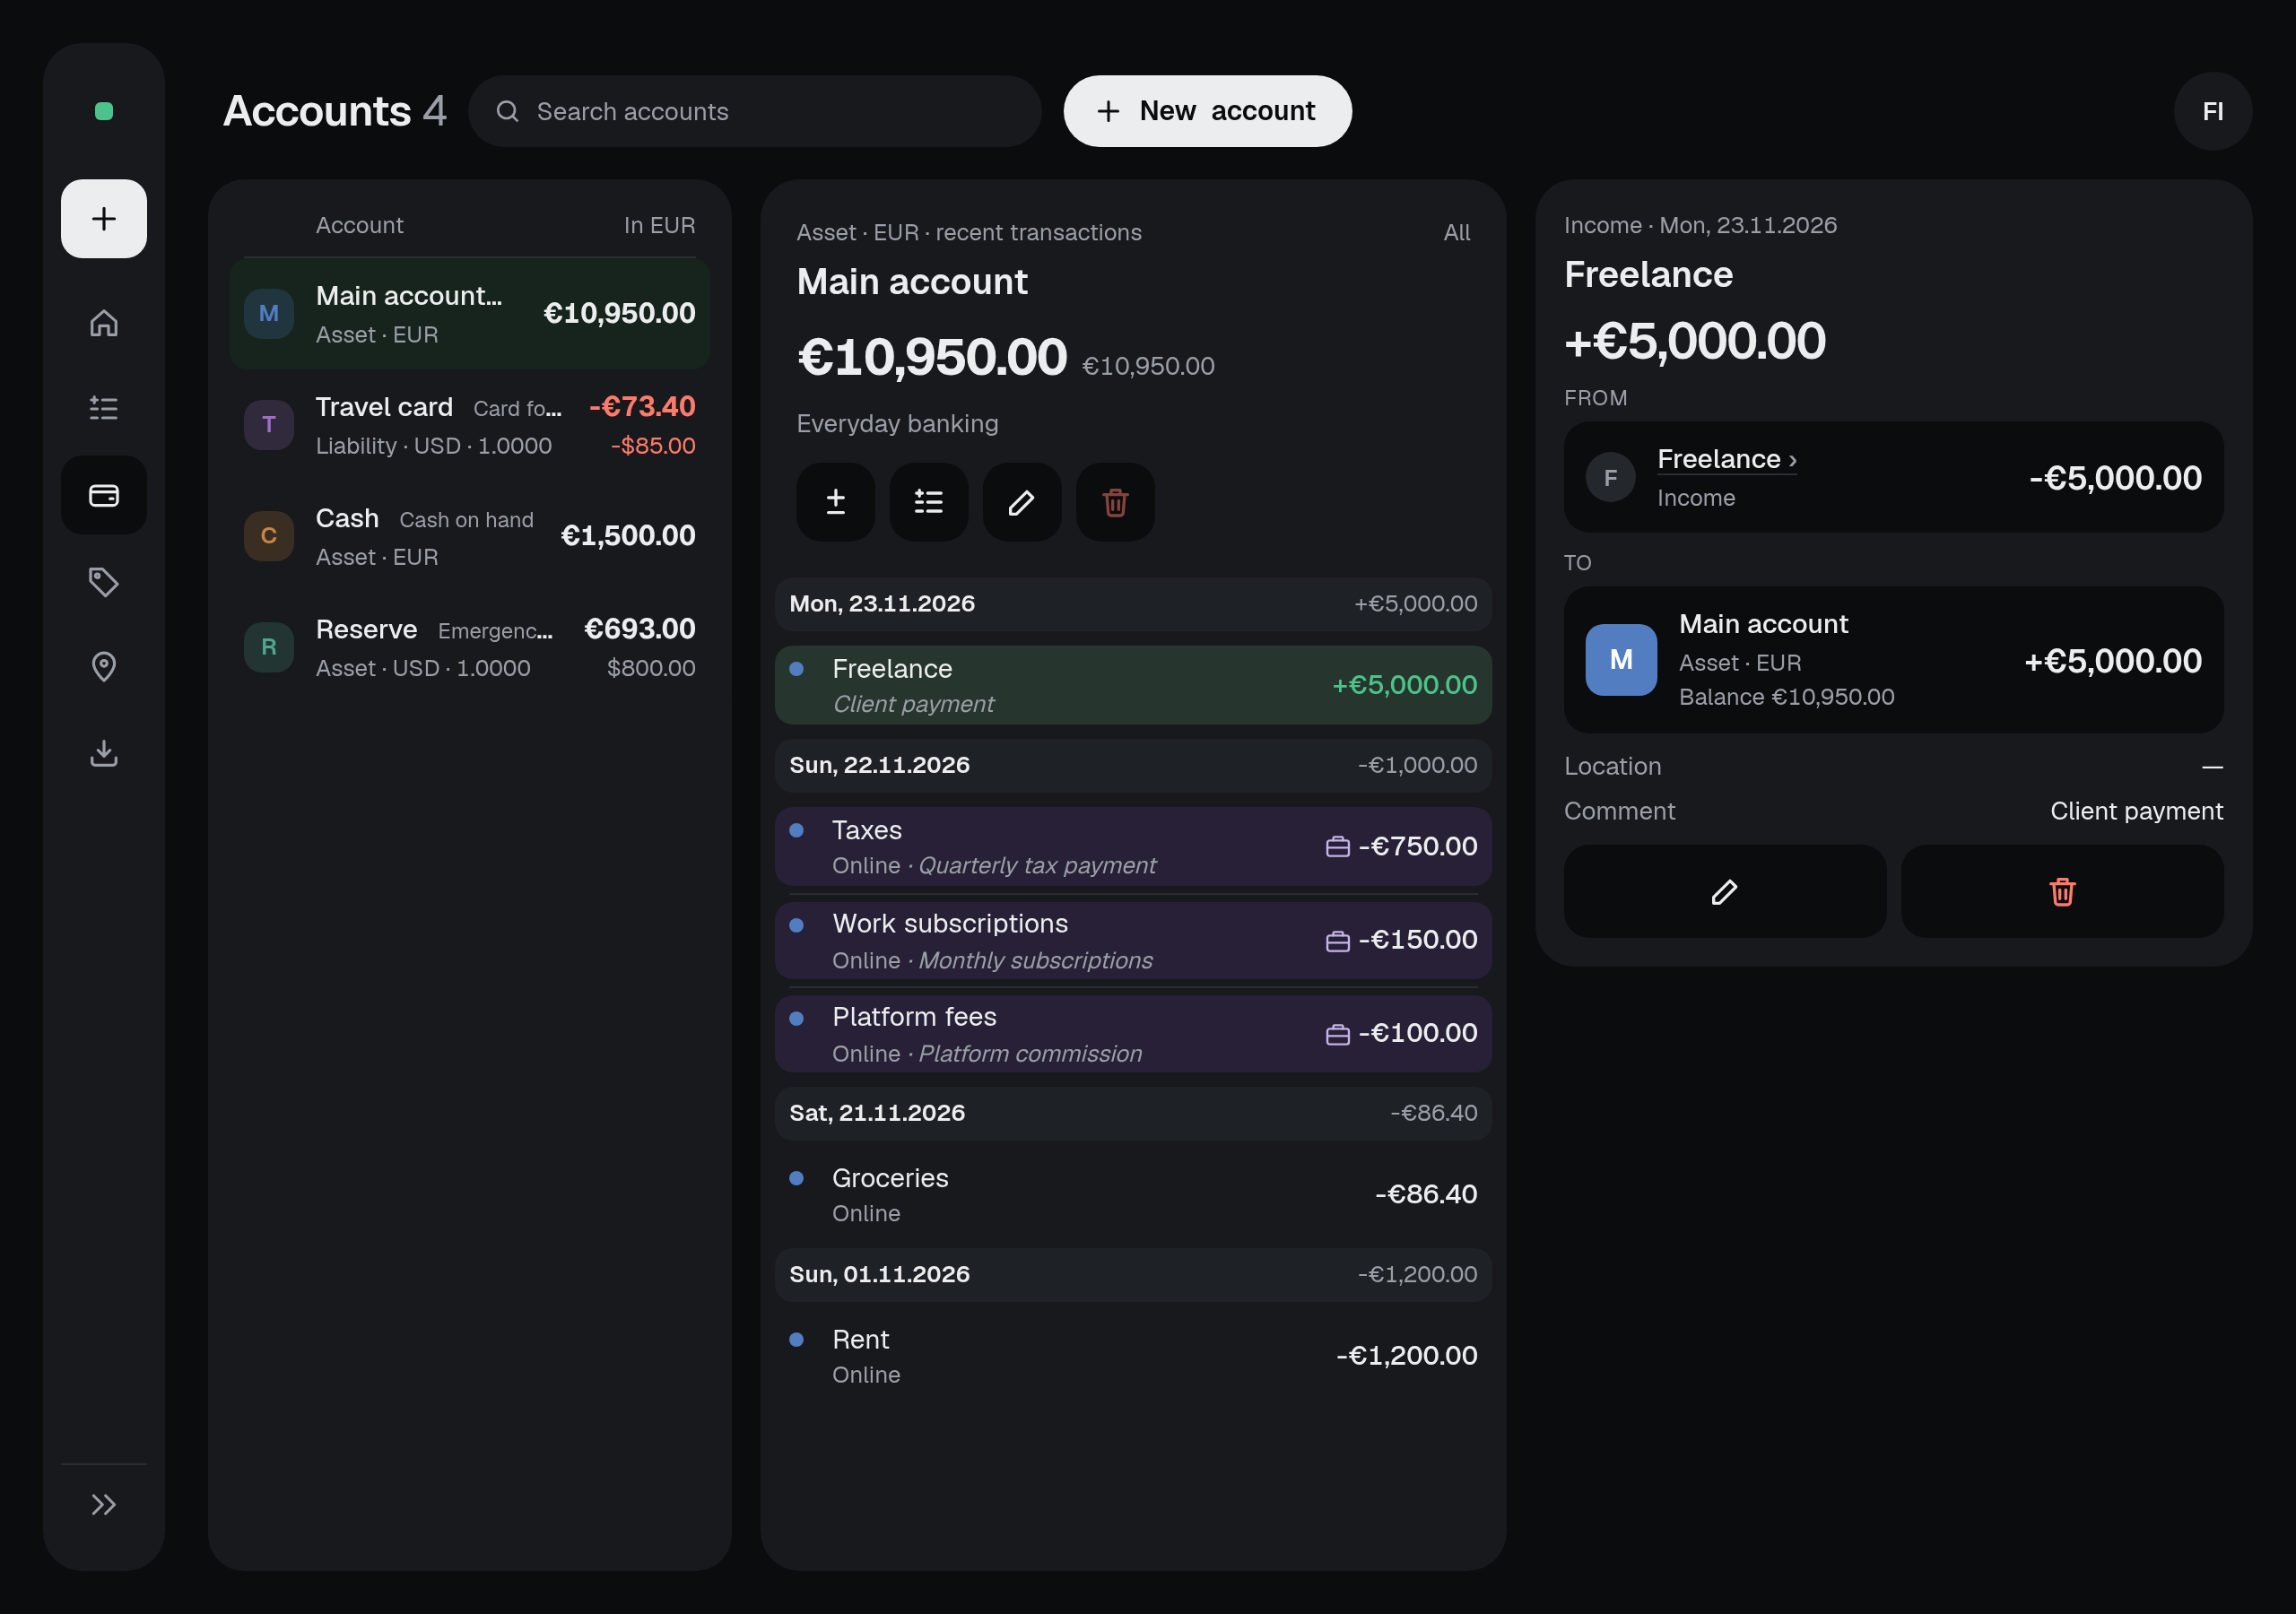 Accounts 4
Search accounts
New account
FI
Account In EUR
M Main account… €10,950.00
Asset · EUR
T Travel card Card fo… -€73.40
Liability · USD · 1.0000 -$85.00
C Cash Cash on hand €1,500.00
Asset · EUR
R Reserve Emergenc… €693.00
Asset · USD · 1.0000 $800.00
Asset · EUR · recent transactions All
Main account
€10,950.00 €10,950.00
Everyday banking
Mon, 23.11.2026 +€5,000.00
Freelance +€5,000.00
Client payment
Sun, 22.11.2026 -€1,000.00
Taxes -€750.00
Online · Quarterly tax payment
Work subscriptions -€150.00
Online · Monthly subscriptions
Platform fees -€100.00
Online · Platform commission
Sat, 21.11.2026 -€86.40
Groceries -€86.40
Online
Sun, 01.11.2026 -€1,200.00
Rent -€1,200.00
Online
Income · Mon, 23.11.2026
Freelance
+€5,000.00
FROM
F Freelance › -€5,000.00
Income
TO
M Main account +€5,000.00
Asset · EUR
Balance €10,950.00
Location —
Comment Client payment